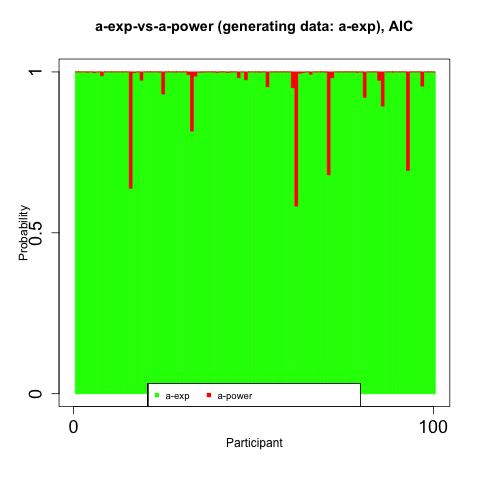 a-exp-vs-a-power (generating data: a-exp), AIC
1
0.5
0
Probability
a-exp a-power
0 100
Participant